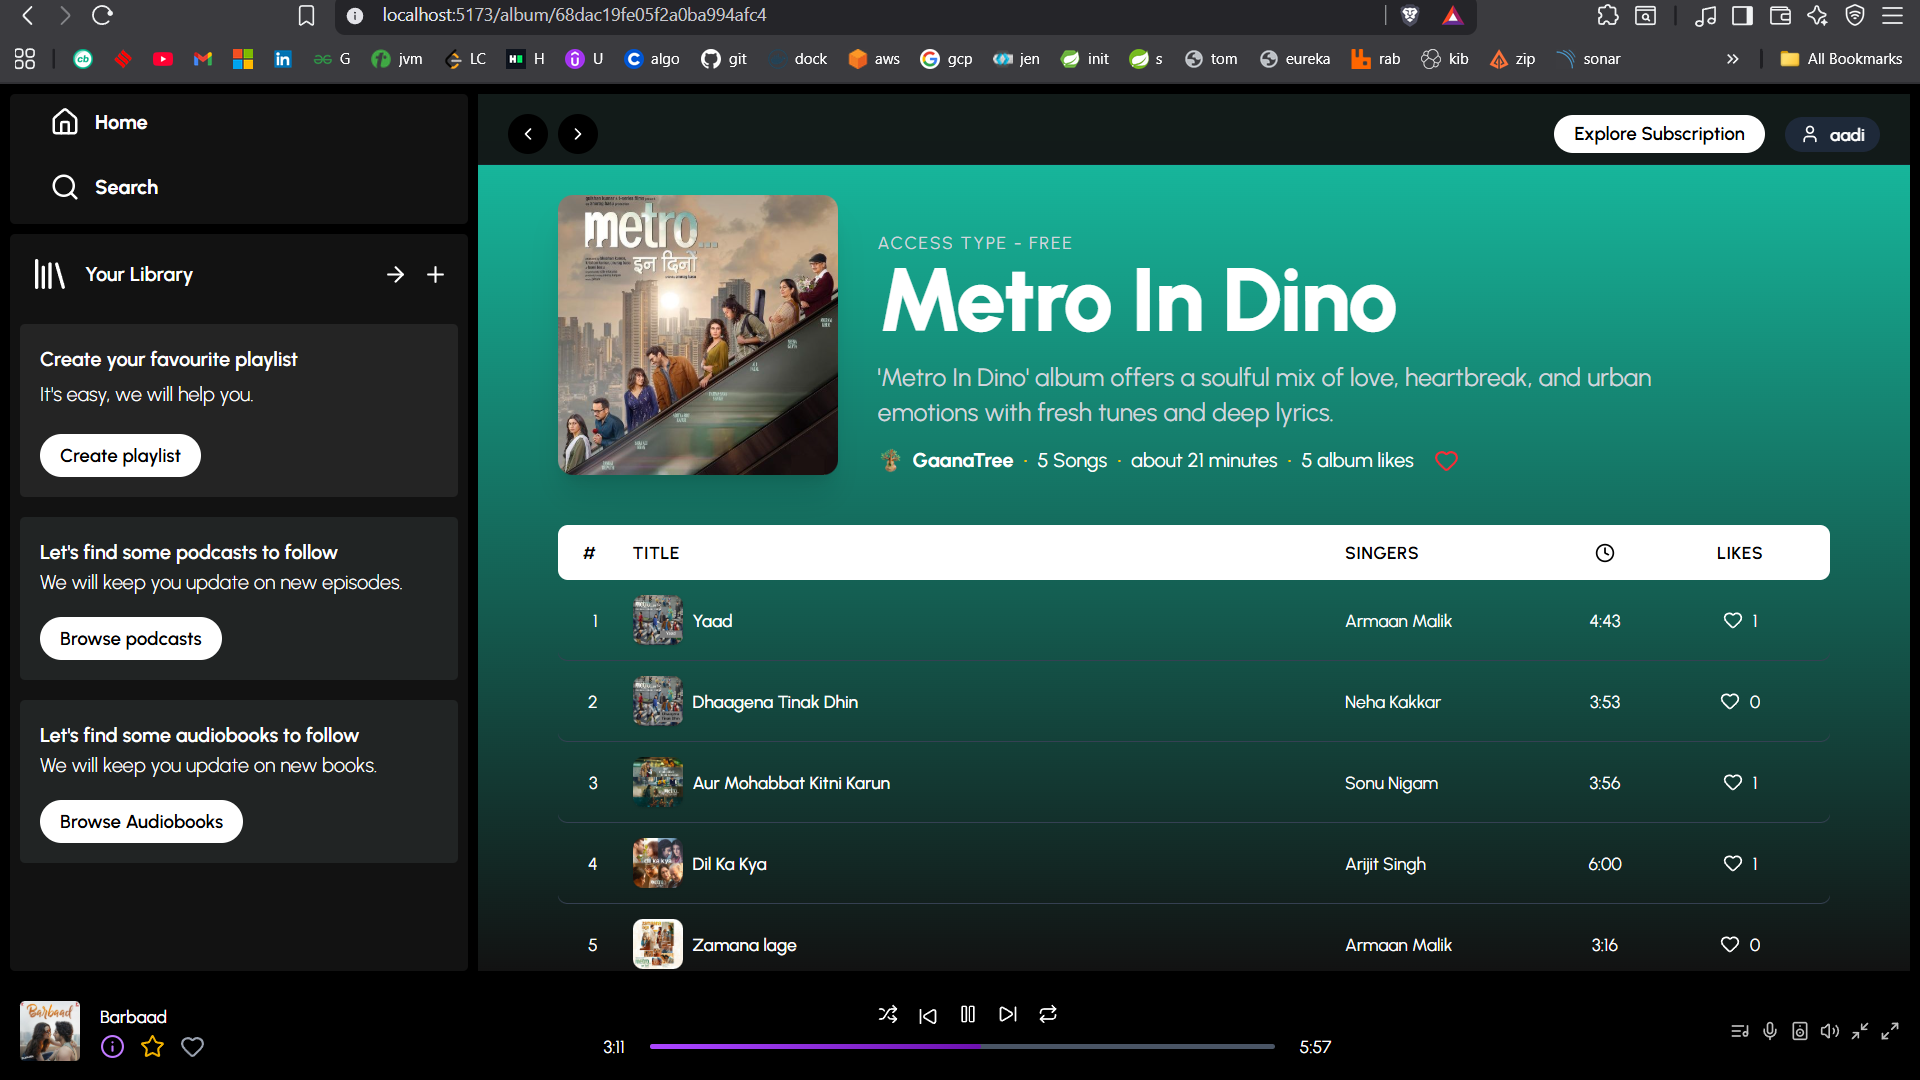 localhost:5173/album/68dac19fe05f2a0ba994afc4
G jvm LC H U algo git dock aws gcp jen init s tom eureka rab kib zip sonar » All Bookmarks
Home
Search
Your Library
Create your favourite playlist
It's easy, we will help you.
Create playlist
Let's find some podcasts to follow
We will keep you update on new episodes.
Browse podcasts
Let's find some audiobooks to follow
We will keep you update on new books.
Browse Audiobooks
Explore Subscription
aadi
metro...
इन दिनों
ACCESS TYPE - FREE
Metro In Dino
'Metro In Dino' album offers a soulful mix of love, heartbreak, and urban
emotions with fresh tunes and deep lyrics.
GaanaTree · 5 Songs · about 21 minutes · 5 album likes
# TITLE SINGERS LIKES
1 Yaad Armaan Malik 4:43 1
2 Dhaagena Tinak Dhin Neha Kakkar 3:53 0
3 Aur Mohabbat Kitni Karun Sonu Nigam 3:56 1
4 Dil Ka Kya Arijit Singh 6:00 1
5 Zamana lage Armaan Malik 3:16 0
Barbaad
Barbaad
3:11
5:57